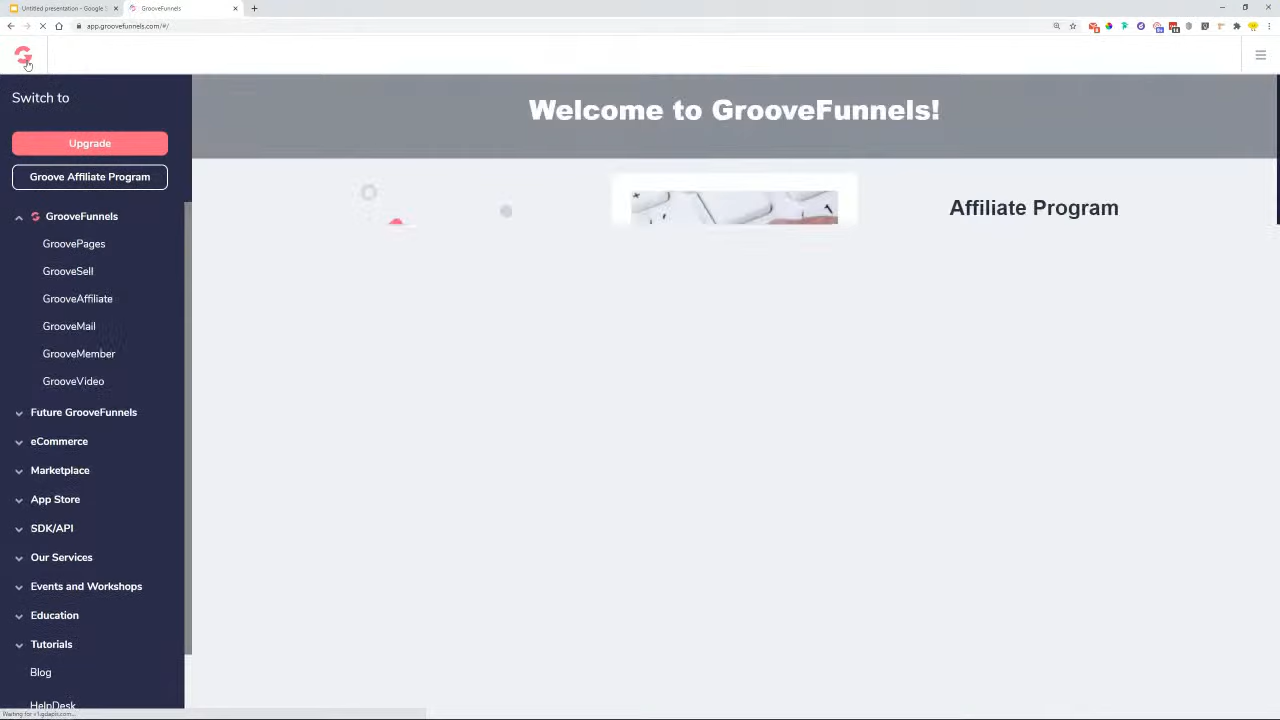 Untitled presentation - Google
GrooveFunnels
app.groovefunnels.com/#/
Switch to
Welcome to GrooveFunnels!
Upgrade
Groove Affiliate Program
Affiliate Program
GrooveFunnels
GroovePages
GrooveSell
GrooveAffiliate
GrooveMail
GrooveMember
GrooveVideo
Future GrooveFunnels
eCommerce
Marketplace
App Store
SDK/API
Our Services
Events and Workshops
Education
Tutorials
Blog
HelpDesk